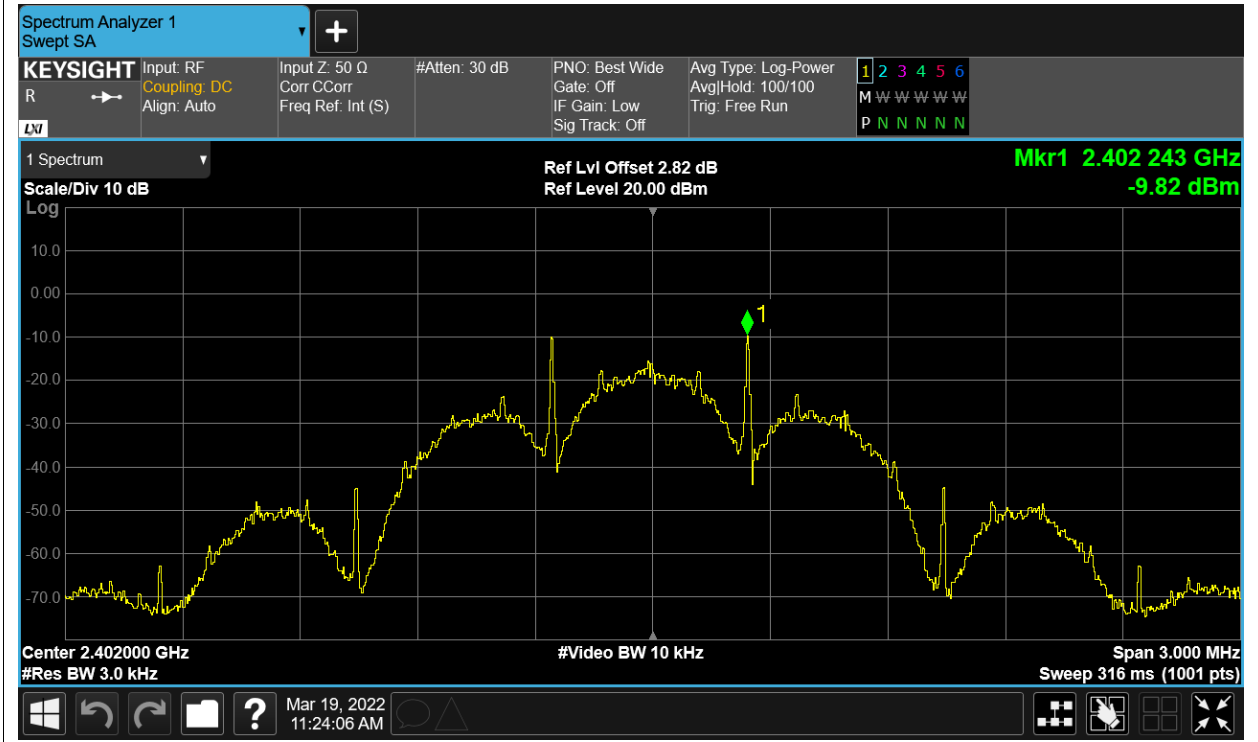 Spectrum Analyzer 1
Swept SA
+
KEYSIGHT
R
LXI
Input: RF
Coupling: DC
Align: Auto
Input Z: 50 Ω
Corr CCorr
Freq Ref: Int (S)
#Atten: 30 dB
PNO: Best Wide
Gate: Off
IF Gain: Low
Sig Track: Off
Avg Type: Log-Power
Avg|Hold: 100/100
Trig: Free Run
1 2 3 4 5 6
M W W W W W
P N N N N N
1 Spectrum
Scale/Div 10 dB
Log
Ref Lvl Offset 2.82 dB
Ref Level 20.00 dBm
Mkr1 2.402 243 GHz
-9.82 dBm
10.0
0.00
-10.0
-20.0
-30.0
-40.0
-50.0
-60.0
-70.0
1
Center 2.402000 GHz
#Video BW 10 kHz
Span 3.000 MHz
#Res BW 3.0 kHz
Sweep 316 ms (1001 pts)
?
Mar 19, 2022
11:24:06 AM